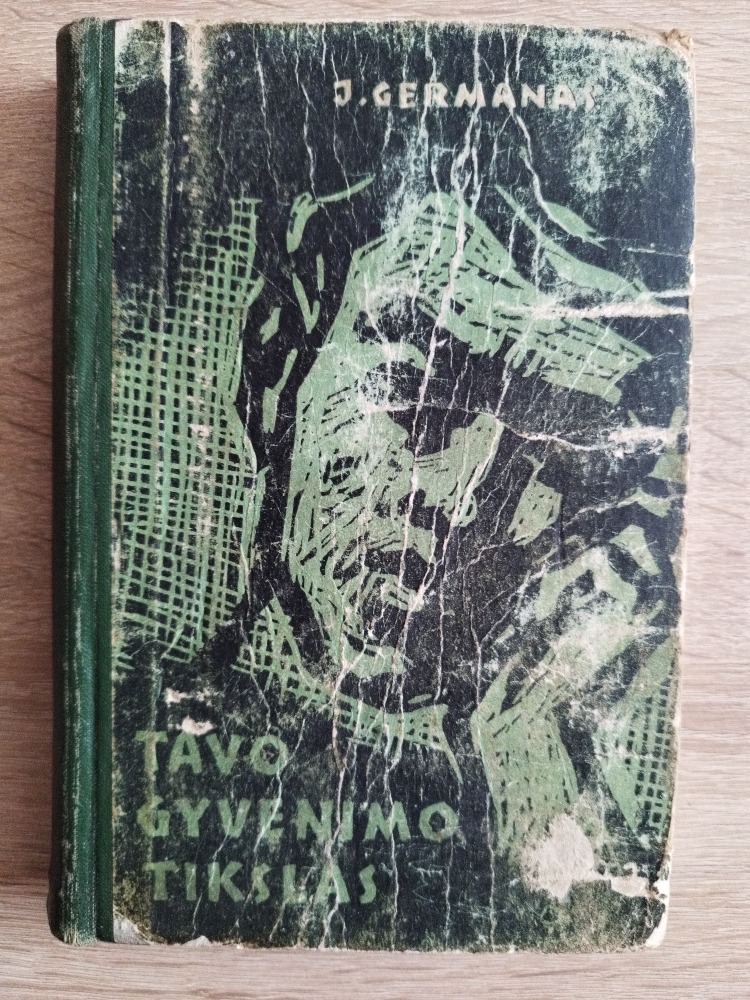 J. GERMANAS
TAVO
GYVENIMO
TIKSLAS